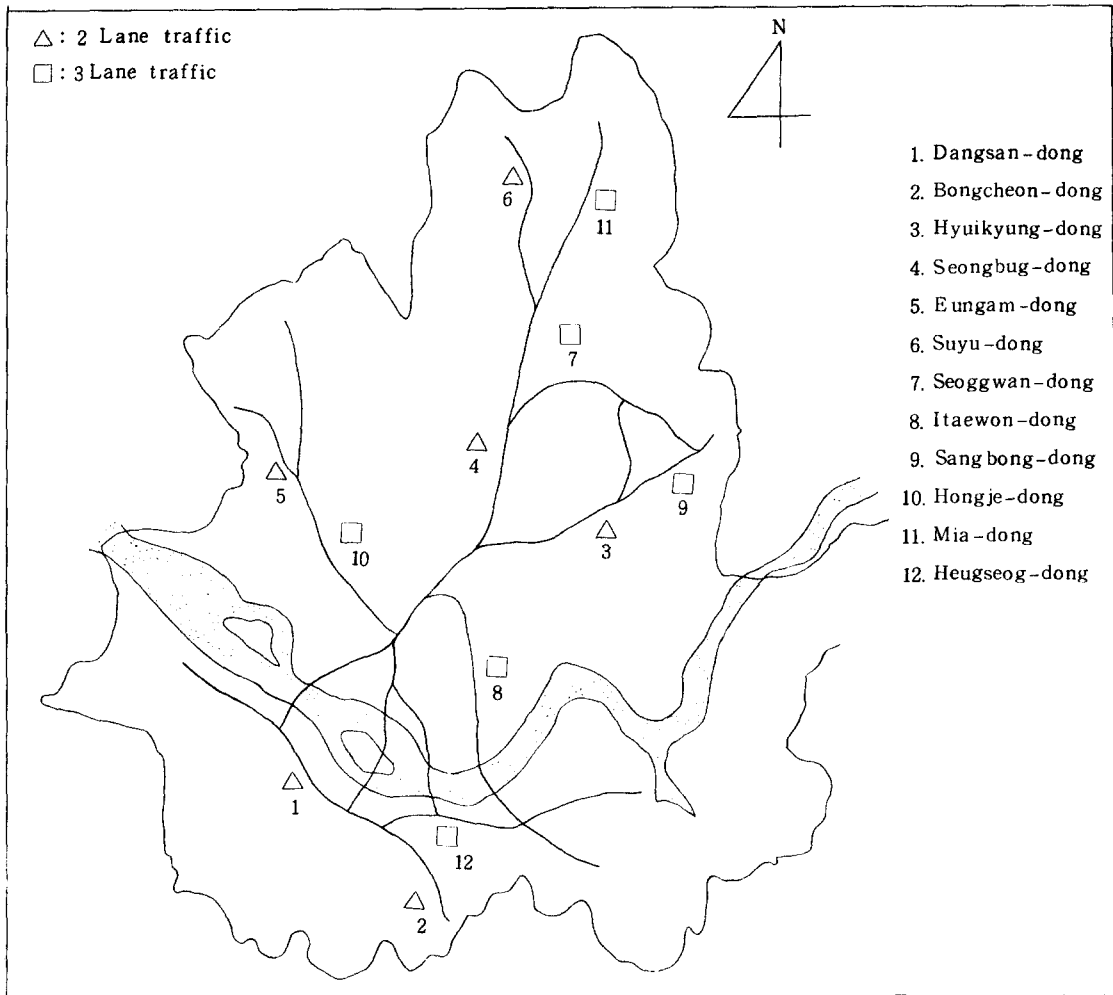 △ : 2 Lane traffic
□ : 3 Lane traffic
N
1. Dangsan-dong
2. Bongcheon-dong
3. Hyuikyung-dong
4. Seongbug-dong
5. Eungam-dong
6. Suyu-dong
7. Seoggwan-dong
8. Itaewon-dong
9. Sangbong-dong
10. Hongje-dong
11. Mia-dong
12. Heugseog-dong
6
11
7
4
5
9
10
3
8
1
12
2